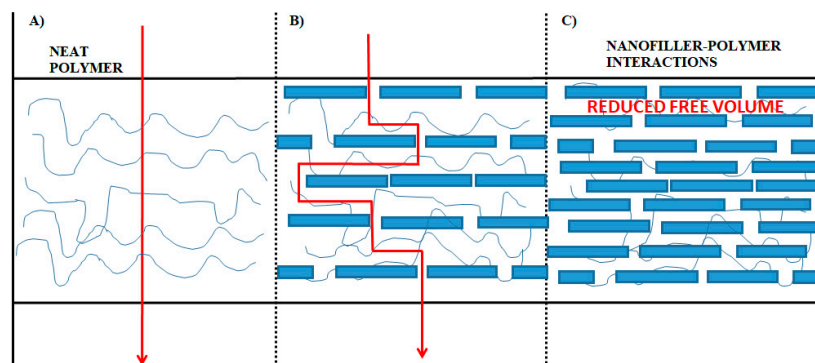 A)
NEAT
POLYMER
B)
C)
NANOFILLER-POLYMER
INTERACTIONS
REDUCED FREE VOLUME